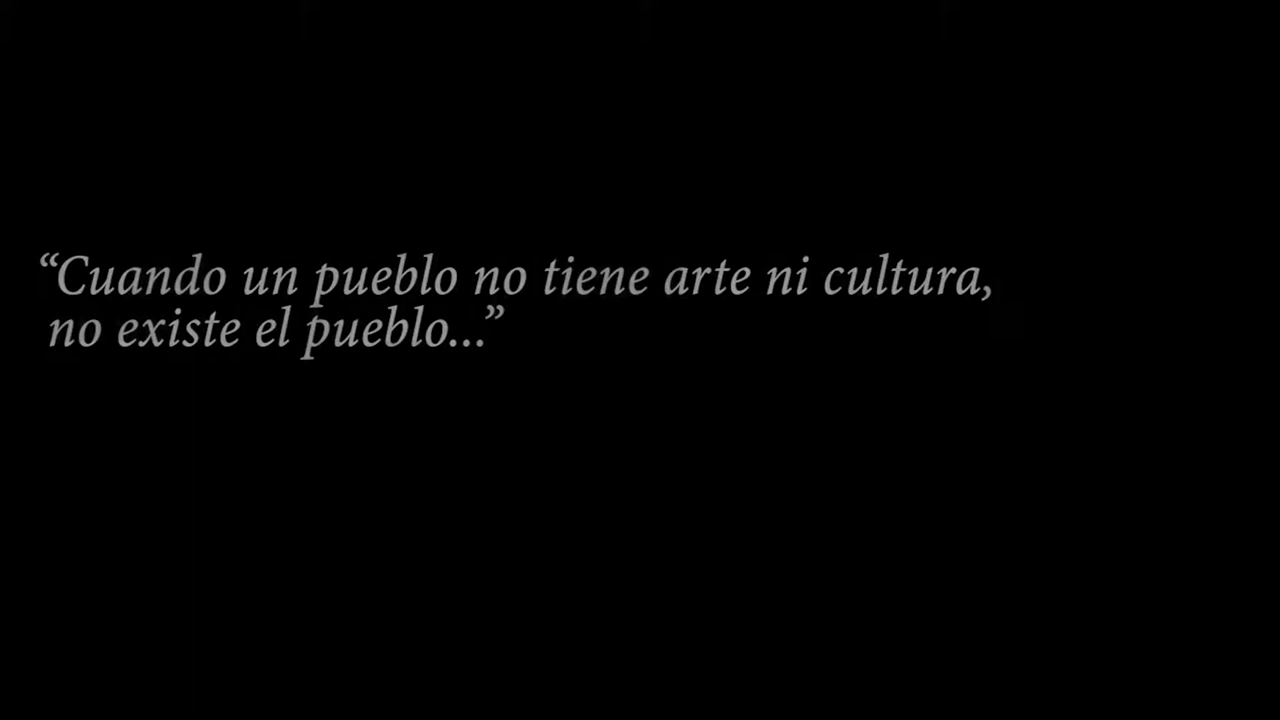 “Cuando un pueblo no tiene arte ni cultura,
no existe el pueblo...”